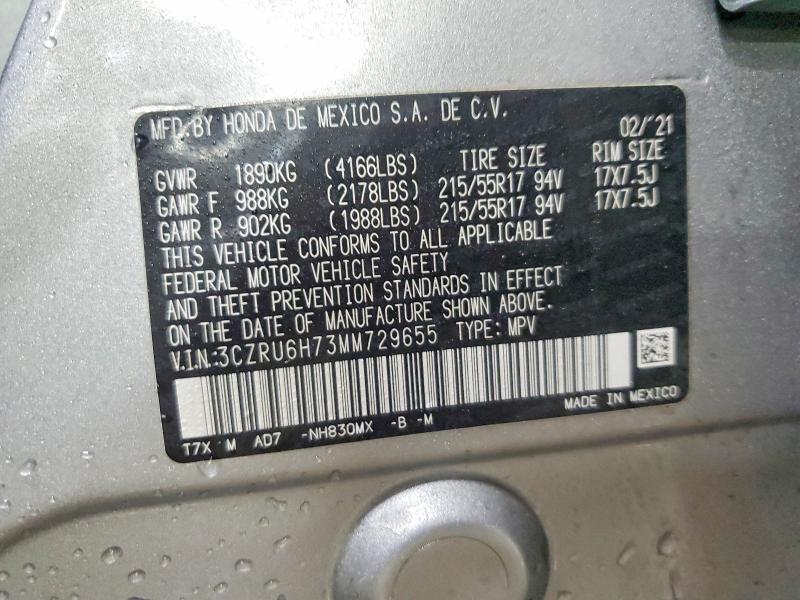 MFD. BY HONDA DE MEXICO S.A. DE C.V. 02/'21
GVWR 1890KG (4166LBS) TIRE SIZE RIM SIZE
GAWR F 988KG (2178LBS) 215/55R17 94V 17X7.5J
GAWR R 902KG (1988LBS) 215/55R17 94V 17X7.5J
THIS VEHICLE CONFORMS TO ALL APPLICABLE
FEDERAL MOTOR VEHICLE SAFETY
AND THEFT PREVENTION STANDARDS IN EFFECT
ON THE DATE OF MANUFACTURE SHOWN ABOVE.
V.I.N:3CZRU6H73MM729655 TYPE: MPV
MADE IN MEXICO
T7X M AD7 -NH830MX -B -M